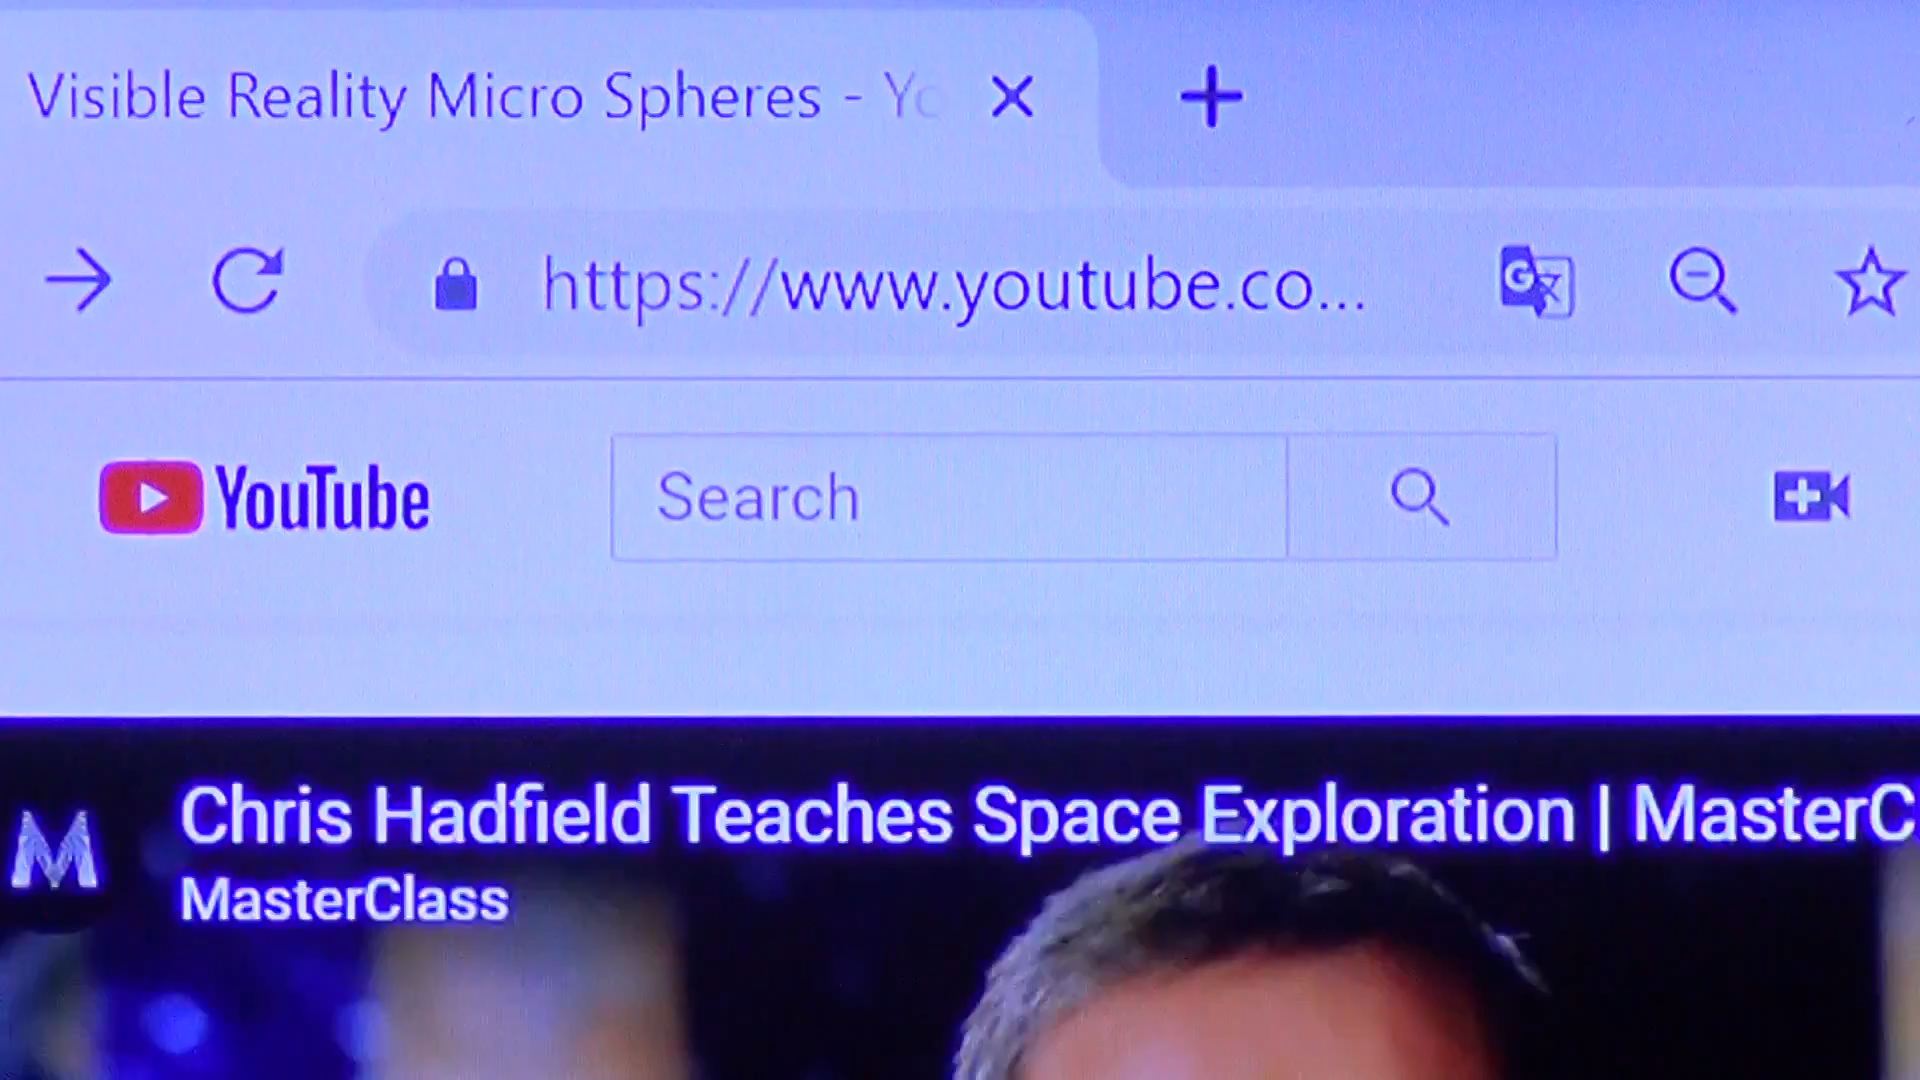 Visible Reality Micro Spheres - Yo
https://www.youtube.co...
YouTube
Search
Chris Hadfield Teaches Space Exploration | MasterC
MasterClass